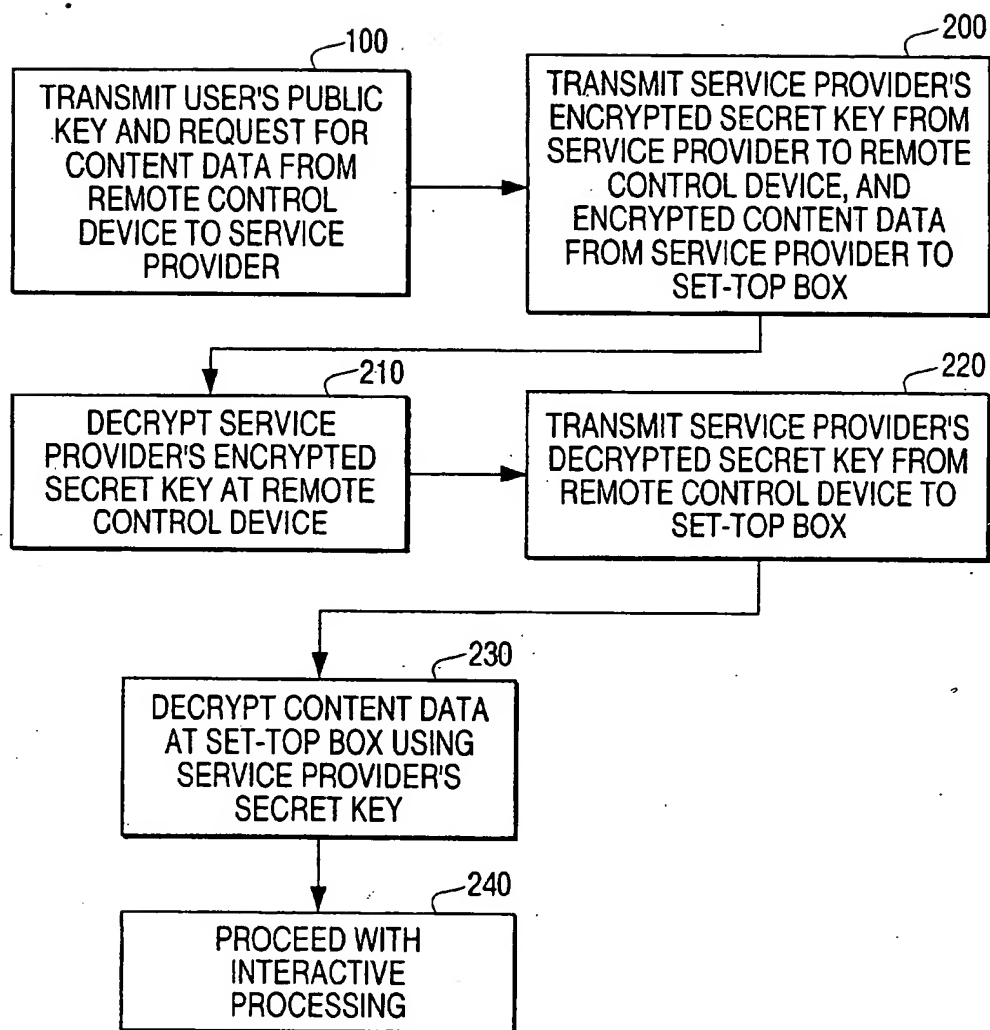 100
TRANSMIT USER'S PUBLIC
KEY AND REQUEST FOR
CONTENT DATA FROM
REMOTE CONTROL
DEVICE TO SERVICE
PROVIDER
200
TRANSMIT SERVICE PROVIDER'S
ENCRYPTED SECRET KEY FROM
SERVICE PROVIDER TO REMOTE
CONTROL DEVICE, AND
ENCRYPTED CONTENT DATA
FROM SERVICE PROVIDER TO
SET-TOP BOX
210
DECRYPT SERVICE
PROVIDER'S ENCRYPTED
SECRET KEY AT REMOTE
CONTROL DEVICE
220
TRANSMIT SERVICE PROVIDER'S
DECRYPTED SECRET KEY FROM
REMOTE CONTROL DEVICE TO
SET-TOP BOX
230
DECRYPT CONTENT DATA
AT SET-TOP BOX USING
SERVICE PROVIDER'S
SECRET KEY
240
PROCEED WITH
INTERACTIVE
PROCESSING